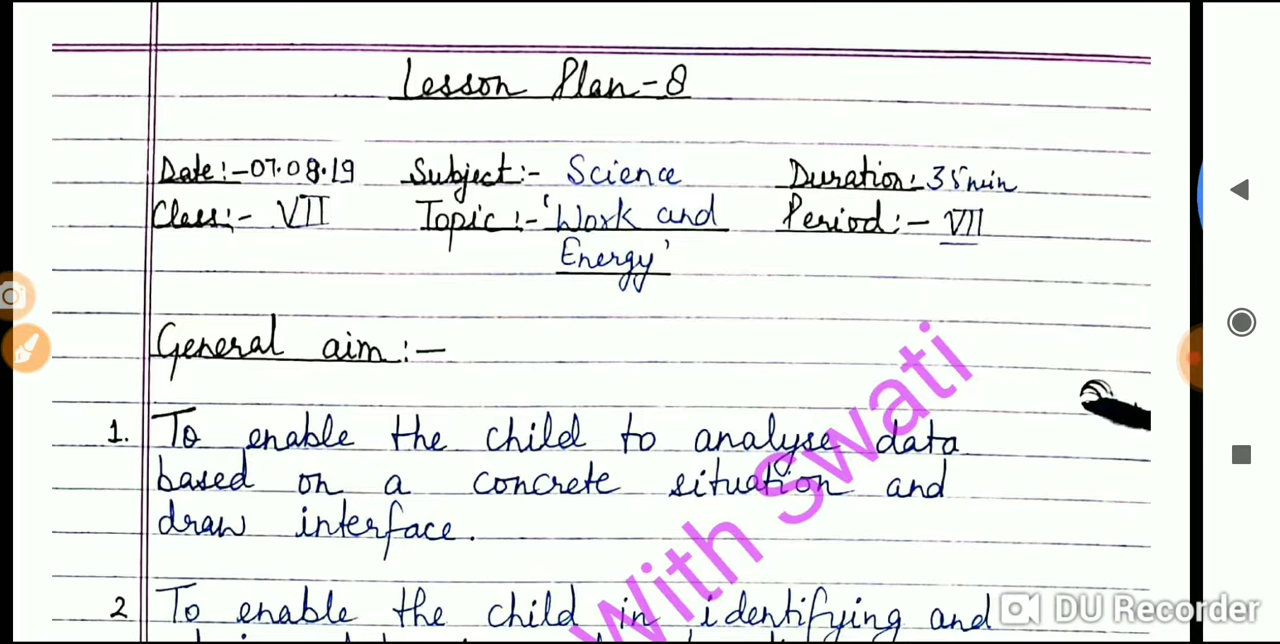 Lesson Plan-8
Date:-07.08.19 Subject:- Science Duration:-35min
Class:- VII Topic:-'Work and Period:- VII
Energy'
General aim:-
1. To enable the child to analyse data
based on a concrete situation and
draw interface.
2 To enable the child in identifying and
With Swati
DU Recorder